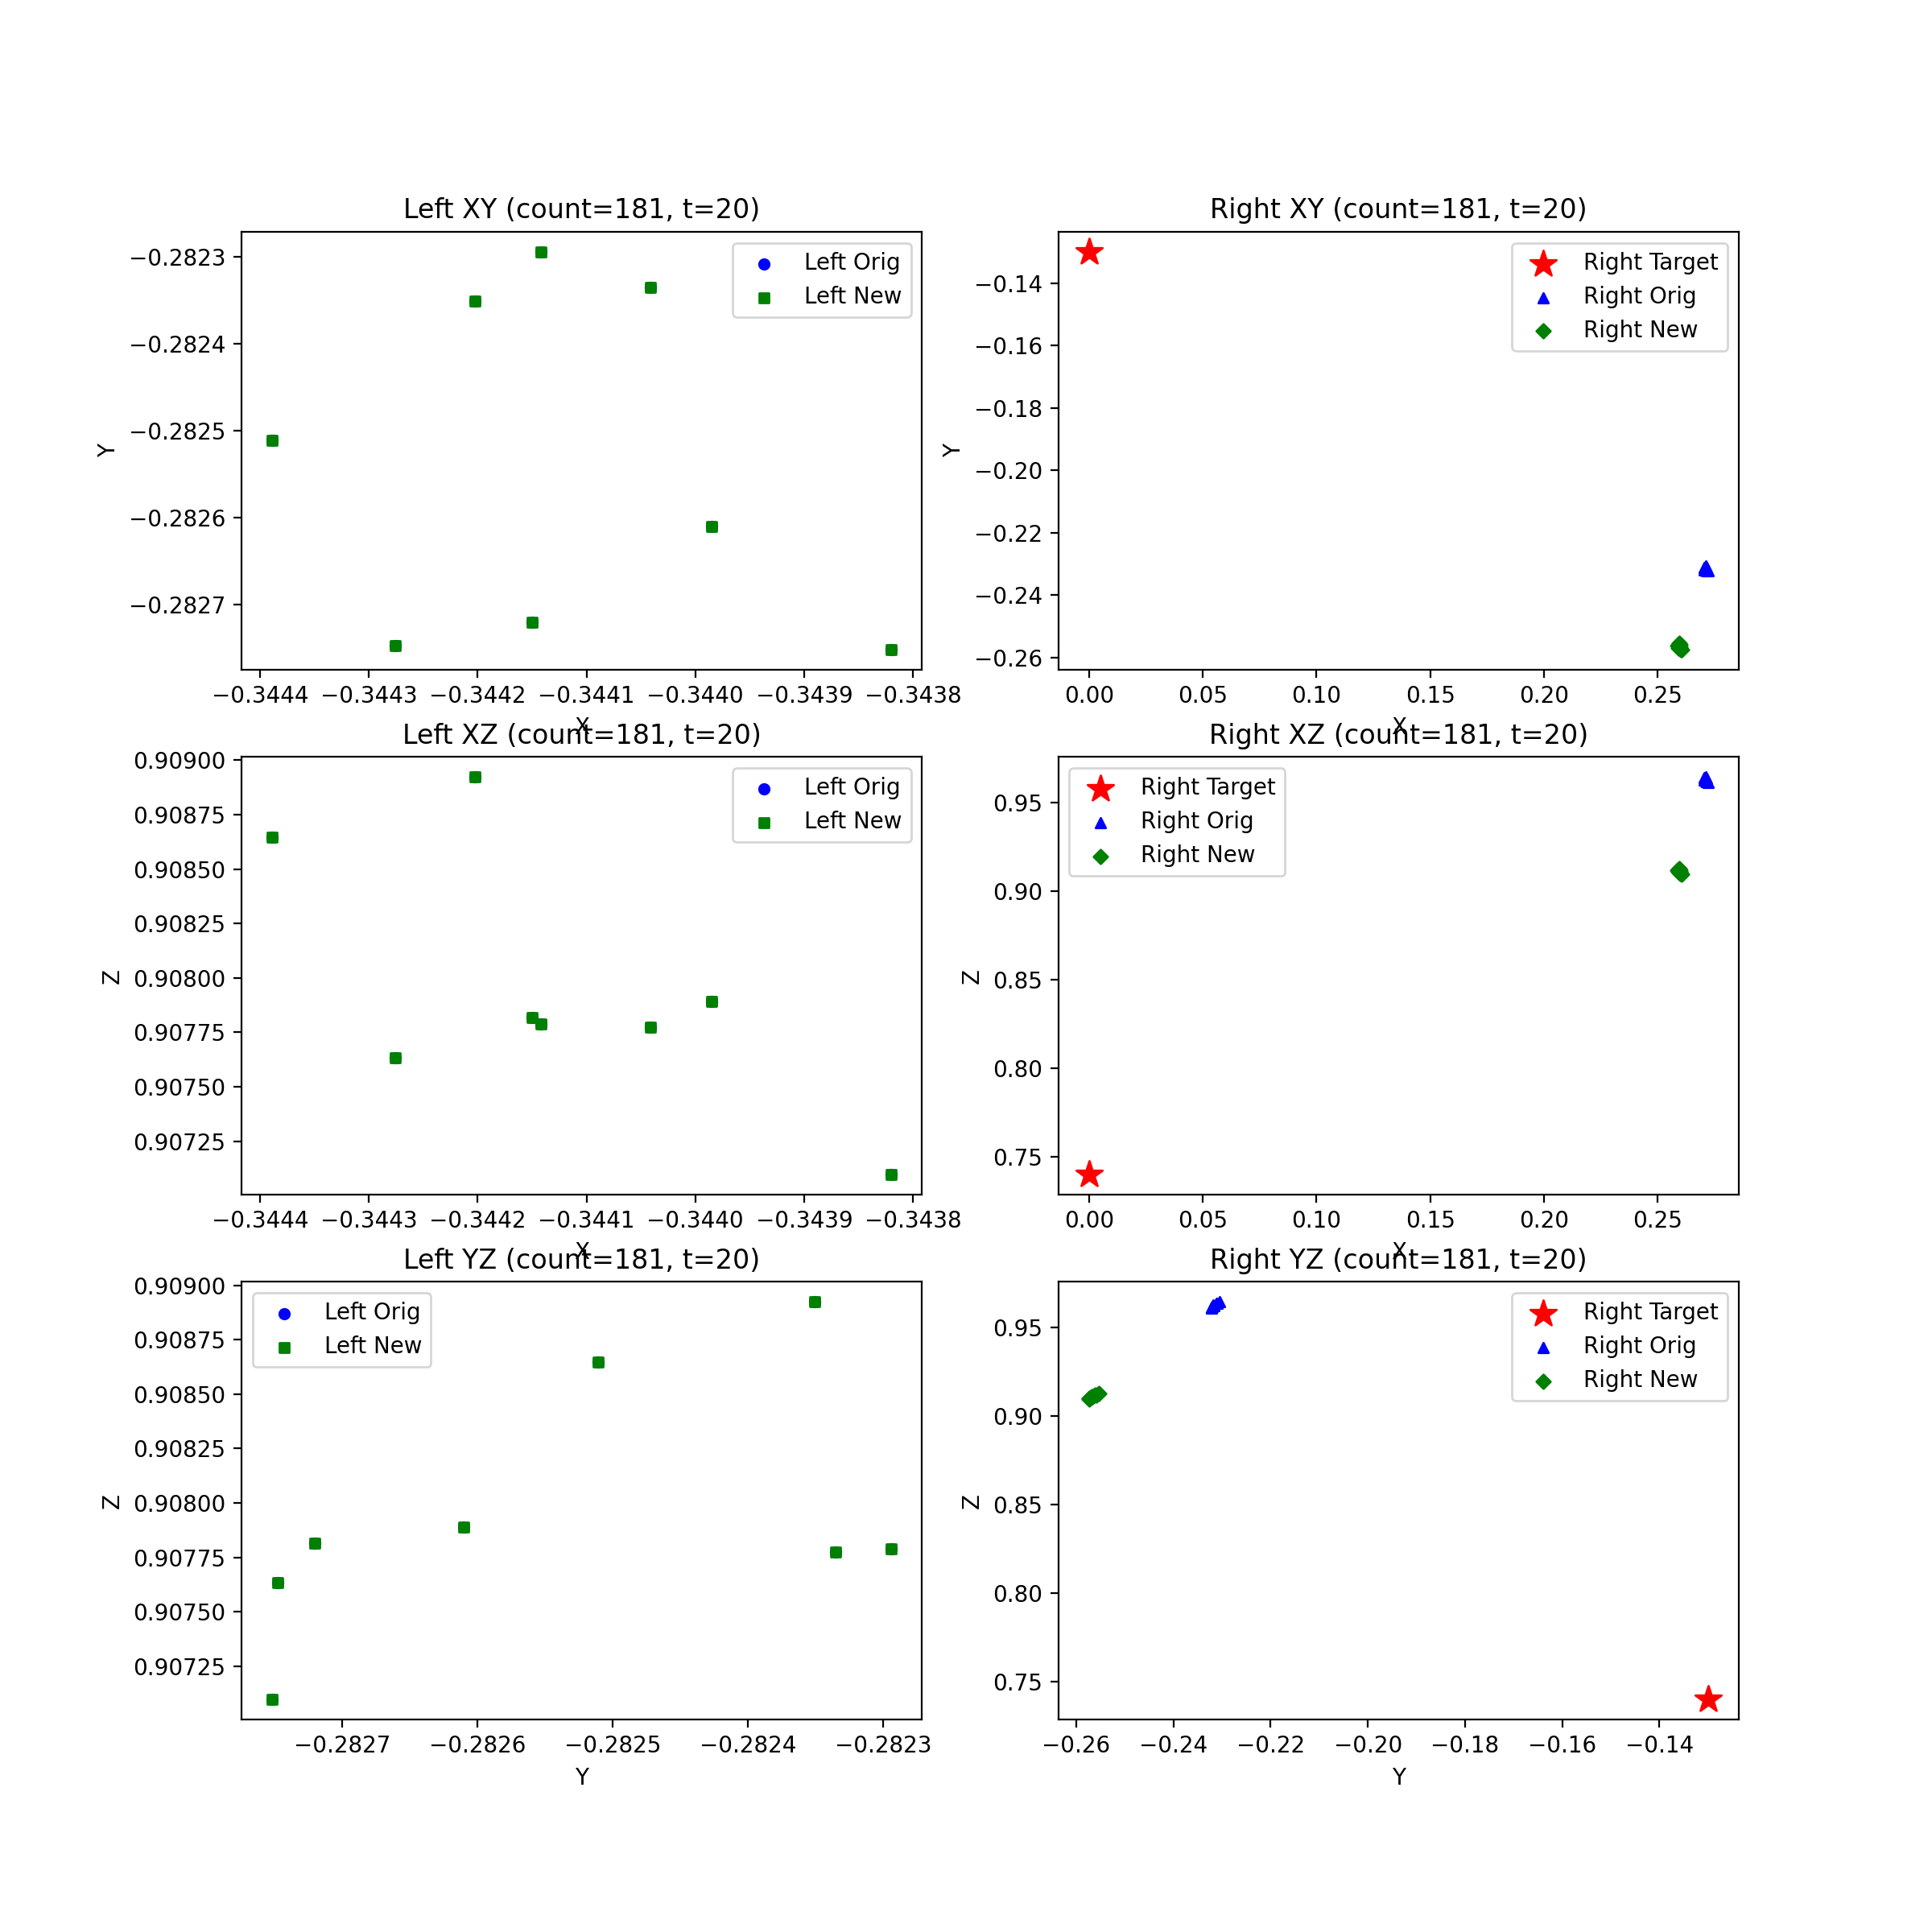 Left XY (count=181, t=20)
−0.2823
−0.2824
−0.2825
−0.2826
−0.2827
Y
Left Orig
Left New
−0.3444 −0.3443 −0.3442 −0.3441 −0.3440 −0.3439 −0.3438
X
Right XY (count=181, t=20)
−0.14
−0.16
−0.18
−0.20
−0.22
−0.24
−0.26
Y
Right Target
Right Orig
Right New
0.00 0.05 0.10 0.15 0.20 0.25
X
Left XZ (count=181, t=20)
0.90900
0.90875
0.90850
0.90825
0.90800
0.90775
0.90750
0.90725
Z
Left Orig
Left New
−0.3444 −0.3443 −0.3442 −0.3441 −0.3440 −0.3439 −0.3438
X
Right XZ (count=181, t=20)
0.95
0.90
0.85
0.80
0.75
Z
Right Target
Right Orig
Right New
0.00 0.05 0.10 0.15 0.20 0.25
X
Left YZ (count=181, t=20)
0.90900
0.90875
0.90850
0.90825
0.90800
0.90775
0.90750
0.90725
Z
Left Orig
Left New
−0.2827 −0.2826 −0.2825 −0.2824 −0.2823
Y
Right YZ (count=181, t=20)
0.95
0.90
0.85
0.80
0.75
Z
Right Target
Right Orig
Right New
−0.26 −0.24 −0.22 −0.20 −0.18 −0.16 −0.14
Y